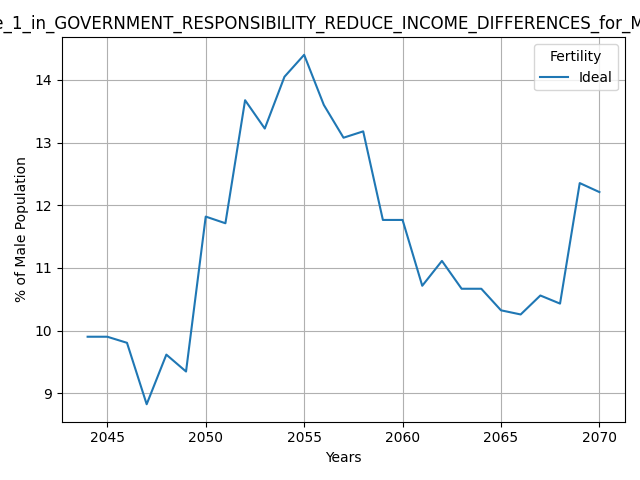 e_1_in_GOVERNMENT_RESPONSIBILITY_REDUCE_INCOME_DIFFERENCES_for_M
Fertility
Ideal
14
13
12
11
10
9
% of Male Population
2045 2050 2055 2060 2065 2070
Years